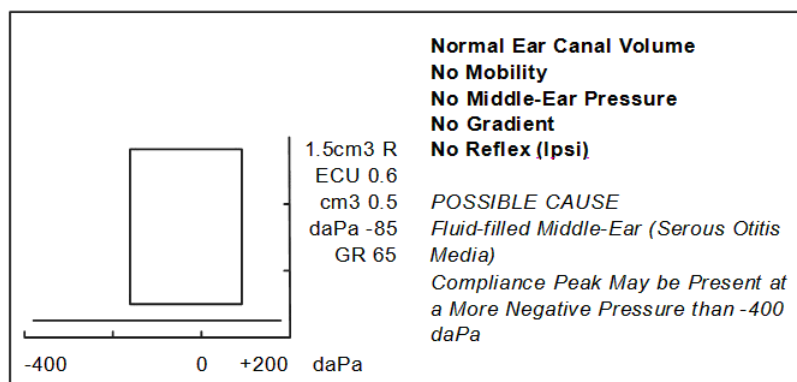 Normal Ear Canal Volume
No Mobility
No Middle-Ear Pressure
No Gradient
No Reflex (Ipsi)
1.5cm3 R
ECU 0.6
cm3 0.5
daPa -85
GR 65
POSSIBLE CAUSE
Fluid-filled Middle-Ear (Serous Otitis
Media)
Compliance Peak May be Present at
a More Negative Pressure than -400
daPa
-400 0 +200 daPa